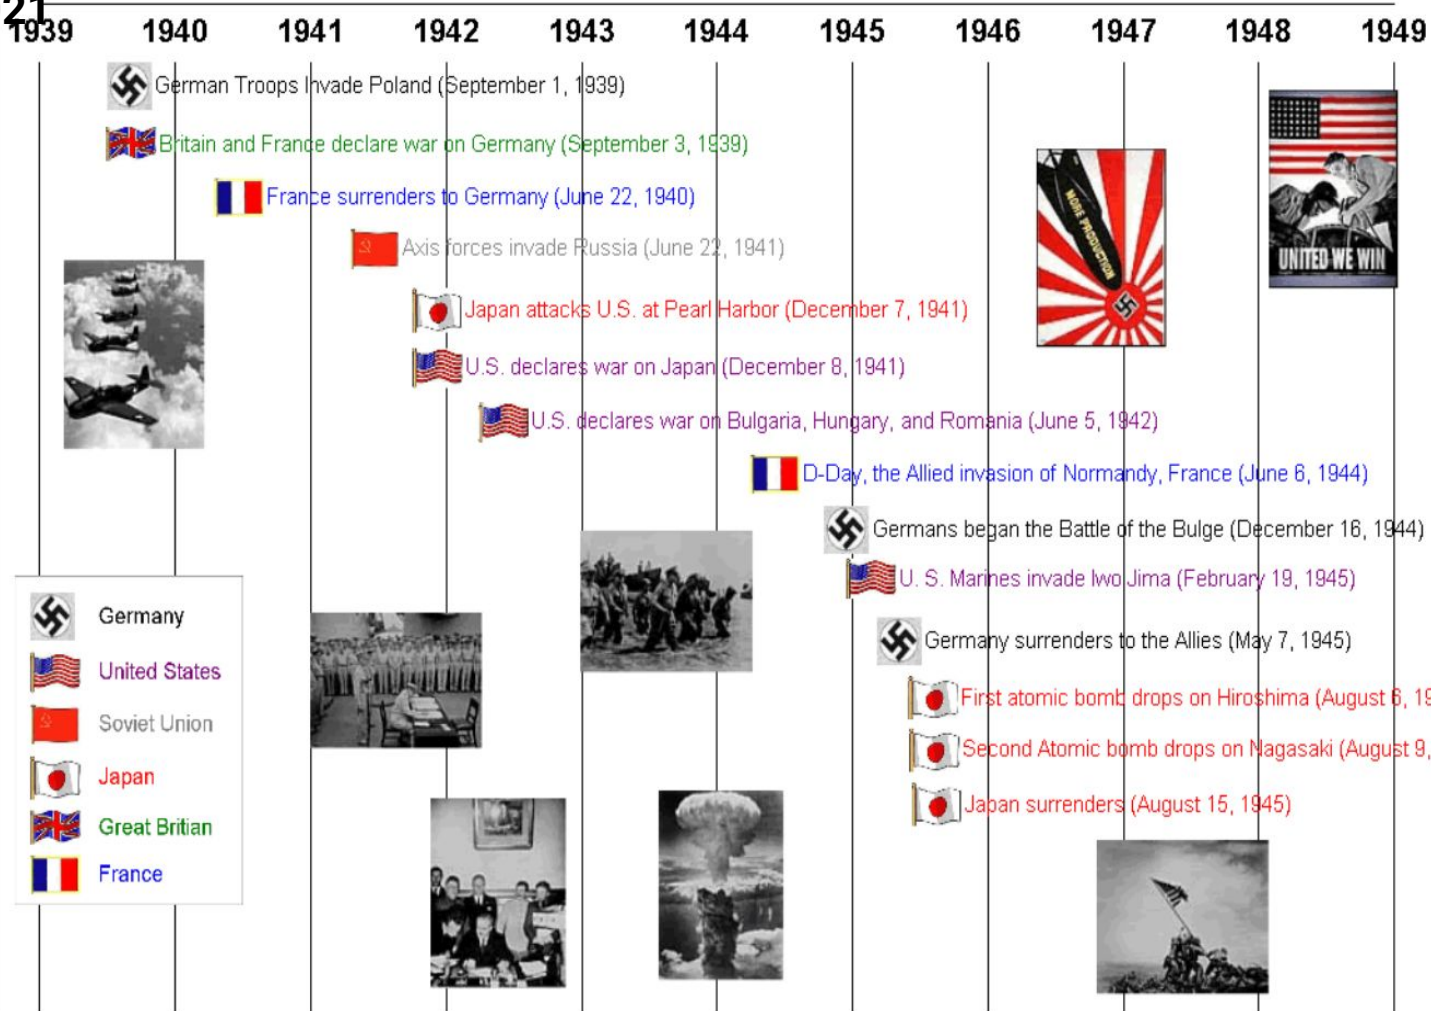 21
1939 1940 1941 1942 1943 1944 1945 1946 1947 1948 1949
German Troops Invade Poland (September 1, 1939)
Britain and France declare war on Germany (September 3, 1939)
France surrenders to Germany (June 22, 1940)
Axis forces invade Russia (June 22, 1941)
Japan attacks U.S. at Pearl Harbor (December 7, 1941)
U.S. declares war on Japan (December 8, 1941)
U.S. declares war on Bulgaria, Hungary, and Romania (June 5, 1942)
D-Day, the Allied invasion of Normandy, France (June 6, 1944)
Germans began the Battle of the Bulge (December 16, 1944)
U. S. Marines invade Iwo Jima (February 19, 1945)
Germany surrenders to the Allies (May 7, 1945)
First atomic bomb drops on Hiroshima (August 6, 19
Second Atomic bomb drops on Nagasaki (August 9,
Japan surrenders (August 15, 1945)
MORE PRODUCTION
UNITED WE WIN
Germany
United States
Soviet Union
Japan
Great Britian
France